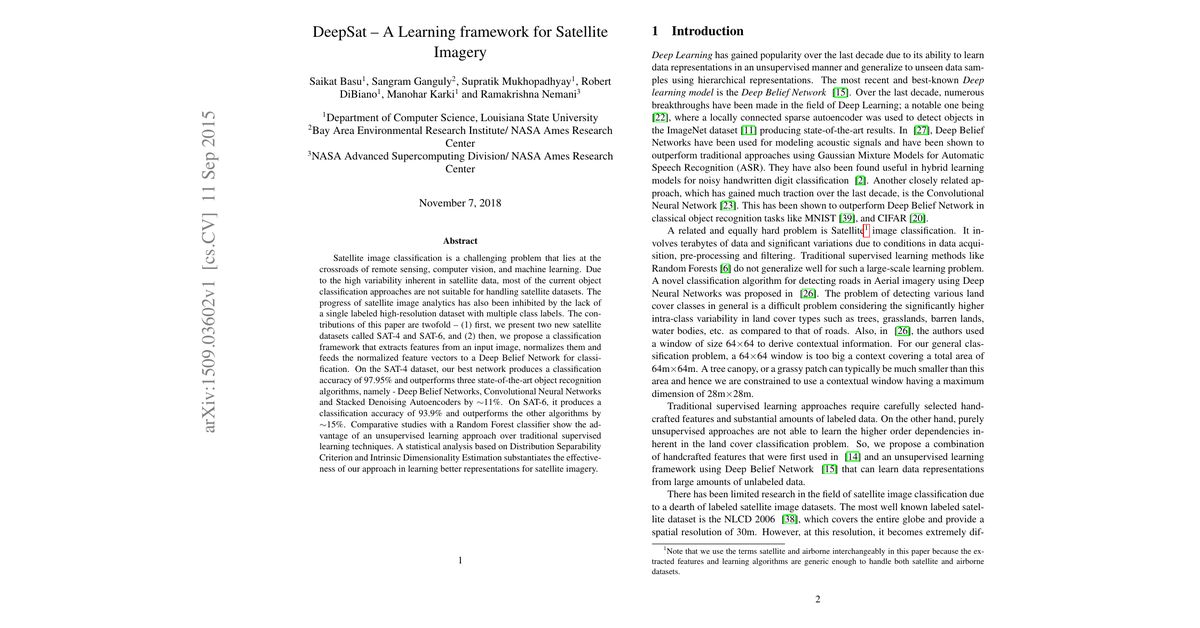 arXiv:1509.03602v1 [cs.CV] 11 Sep 2015
DeepSat – A Learning framework for Satellite
Imagery
Saikat Basu1, Sangram Ganguly2, Supratik Mukhopadhyay1, Robert
DiBiano1, Manohar Karki1 and Ramakrishna Nemani3
1Department of Computer Science, Louisiana State University
2Bay Area Environmental Research Institute/ NASA Ames Research
Center
3NASA Advanced Supercomputing Division/ NASA Ames Research
Center
November 7, 2018
Abstract
Satellite image classification is a challenging problem that lies at the
crossroads of remote sensing, computer vision, and machine learning. Due
to the high variability inherent in satellite data, most of the current object
classification approaches are not suitable for handling satellite datasets. The
progress of satellite image analytics has also been inhibited by the lack of
a single labeled high-resolution dataset with multiple class labels. The con-
tributions of this paper are twofold – (1) first, we present two new satellite
datasets called SAT-4 and SAT-6, and (2) then, we propose a classification
framework that extracts features from an input image, normalizes them and
feeds the normalized feature vectors to a Deep Belief Network for classi-
fication. On the SAT-4 dataset, our best network produces a classification
accuracy of 97.95% and outperforms three state-of-the-art object recognition
algorithms, namely - Deep Belief Networks, Convolutional Neural Networks
and Stacked Denoising Autoencoders by ∼11%. On SAT-6, it produces a
classification accuracy of 93.9% and outperforms the other algorithms by
∼15%. Comparative studies with a Random Forest classifier show the ad-
vantage of an unsupervised learning approach over traditional supervised
learning techniques. A statistical analysis based on Distribution Separability
Criterion and Intrinsic Dimensionality Estimation substantiates the effective-
ness of our approach in learning better representations for satellite imagery.
1
1 Introduction
Deep Learning has gained popularity over the last decade due to its ability to learn
data representations in an unsupervised manner and generalize to unseen data sam-
ples using hierarchical representations. The most recent and best-known Deep
learning model is the Deep Belief Network [15]. Over the last decade, numerous
breakthroughs have been made in the field of Deep Learning; a notable one being
[22], where a locally connected sparse autoencoder was used to detect objects in
the ImageNet dataset [11] producing state-of-the-art results. In [27], Deep Belief
Networks have been used for modeling acoustic signals and have been shown to
outperform traditional approaches using Gaussian Mixture Models for Automatic
Speech Recognition (ASR). They have also been found useful in hybrid learning
models for noisy handwritten digit classification [2]. Another closely related ap-
proach, which has gained much traction over the last decade, is the Convolutional
Neural Network [23]. This has been shown to outperform Deep Belief Network in
classical object recognition tasks like MNIST [39], and CIFAR [20].
A related and equally hard problem is Satellite1 image classification. It in-
volves terabytes of data and significant variations due to conditions in data acqui-
sition, pre-processing and filtering. Traditional supervised learning methods like
Random Forests [6] do not generalize well for such a large-scale learning problem.
A novel classification algorithm for detecting roads in Aerial imagery using Deep
Neural Networks was proposed in [26]. The problem of detecting various land
cover classes in general is a difficult problem considering the significantly higher
intra-class variability in land cover types such as trees, grasslands, barren lands,
water bodies, etc. as compared to that of roads. Also, in [26], the authors used
a window of size 64×64 to derive contextual information. For our general clas-
sification problem, a 64×64 window is too big a context covering a total area of
64m×64m. A tree canopy, or a grassy patch can typically be much smaller than this
area and hence we are constrained to use a contextual window having a maximum
dimension of 28m×28m.
Traditional supervised learning approaches require carefully selected hand-
crafted features and substantial amounts of labeled data. On the other hand, purely
unsupervised approaches are not able to learn the higher order dependencies in-
herent in the land cover classification problem. So, we propose a combination
of handcrafted features that were first used in [14] and an unsupervised learning
framework using Deep Belief Network [15] that can learn data representations
from large amounts of unlabeled data.
There has been limited research in the field of satellite image classification due
to a dearth of labeled satellite image datasets. The most well known labeled satel-
lite dataset is the NLCD 2006 [38], which covers the entire globe and provide a
spatial resolution of 30m. However, at this resolution, it becomes extremely dif-
1Note that we use the terms satellite and airborne interchangeably in this paper because the ex-
tracted features and learning algorithms are generic enough to handle both satellite and airborne
datasets.
2